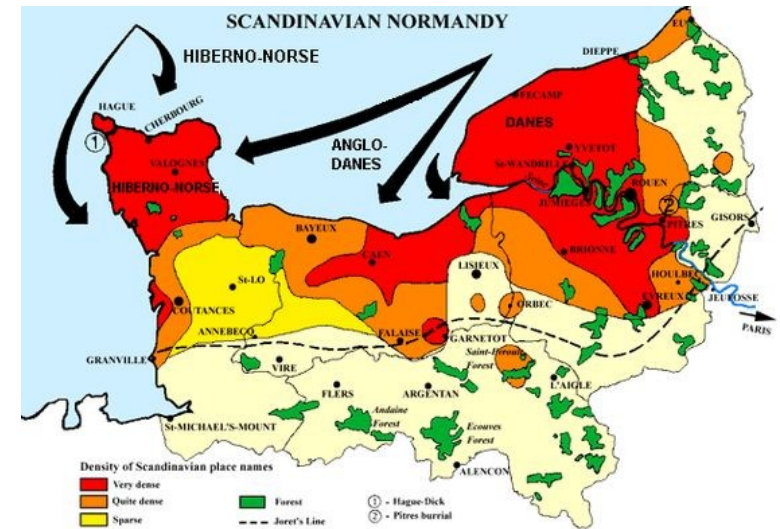 SCANDINAVIAN NORMANDY
EU
DIEPPE
HIBERNO-NORSE
HAGUE
CHERBOURG
FECAMP
1
DANES
ANGLO-
DANES
VALOGNES
YVETOT
St-WANDRILLE
HIBERNO-NORSE
Seine
ROUEN
JUMIEGES
2
PITRES
GISORS
BAYEUX
CAEN
BRIONNE
LISIEUX
St-LO
HOULBEC
COUTANCES
ORBEC
EVREUX
JEUFOSSE
ANNEBECQ
FALAISE
PARIS
GRANVILLE
GARNETOT
VIRE
Saint-Evroult
Forest
L'AIGLE
FLERS
ARGENTAN
St-MICHAEL'S-MOUNT
Andaine
Forest
Ecouves
Forest
ALENCON
Density of Scandinavian place names
Very dense
Quite dense
Sparse
Forest
Joret's Line
1 - Hague-Dick
2 - Pitres burrial